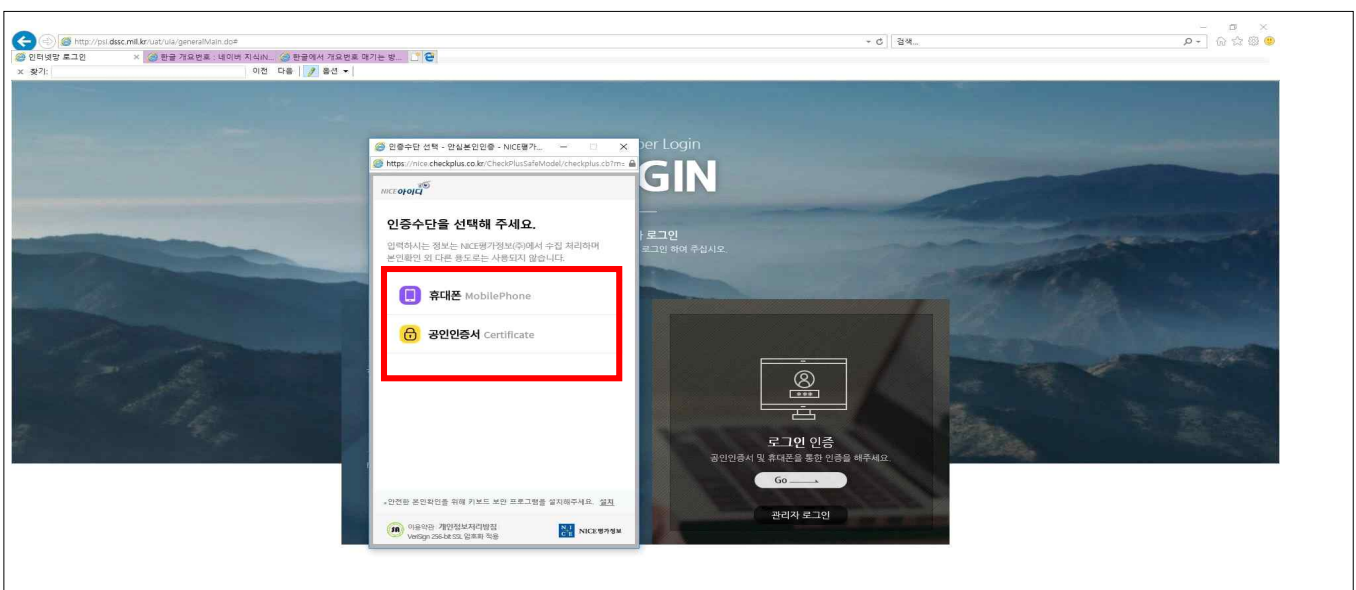 http://psi.dssc.mil.kr/uat/uia/generalMain.do#
검색...
인터넷망 로그인
한글 개요번호 : 네이버 지식iN...
한글에서 개요번호 매기는 방...
찾기:
이전 다음 옵션
인증수단 선택 - 안심본인인증 - NICE평가...
https://nice.checkplus.co.kr/CheckPlusSafeModel/checkplus.cb?m=
NICE아이디
ber Login
GIN
인증수단을 선택해 주세요.
입력하시는 정보는 NICE평가정보(주)에서 수집 처리하며
본인확인 외 다른 용도로는 사용되지 않습니다.
로그인
로그인 하여 주십시오.
휴대폰 MobilePhone
공인인증서 Certificate
로그인 인증
공인인증서 및 휴대폰을 통한 인증을 해주세요.
Go
관리자 로그인
안전한 본인확인을 위해 키보드 보안 프로그램을 설치해주세요. 설치
이용약관 개인정보처리방침
VeriSign 256-bit SSL 암호화 적용
NICE
NICE평가정보